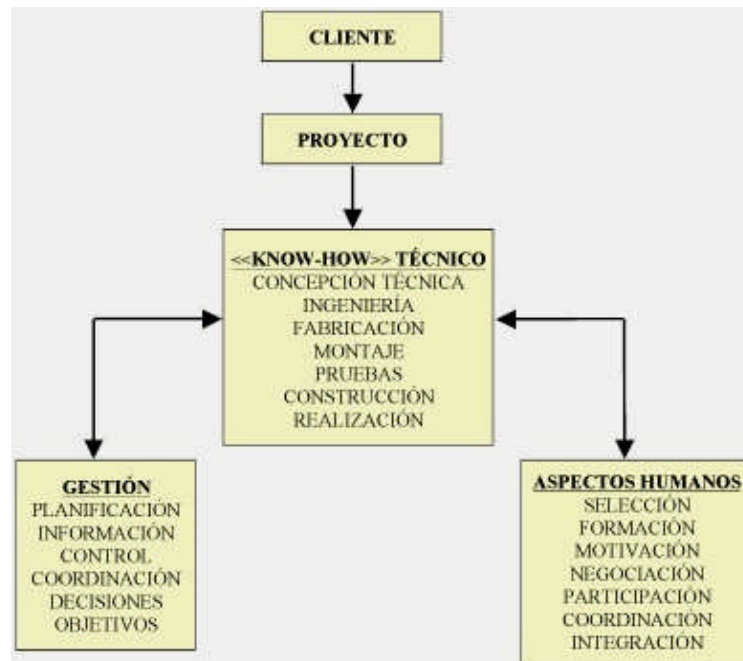 CLIENTE
PROYECTO
<<KNOW-HOW>> TÉCNICO
CONCEPCIÓN TÉCNICA
INGENIERÍA
FABRICACIÓN
MONTAJE
PRUEBAS
CONSTRUCCIÓN
REALIZACIÓN
GESTIÓN
PLANIFICACIÓN
INFORMACIÓN
CONTROL
COORDINACIÓN
DECISIONES
OBJETIVOS
ASPECTOS HUMANOS
SELECCIÓN
FORMACIÓN
MOTIVACIÓN
NEGOCIACIÓN
PARTICIPACIÓN
COORDINACIÓN
INTEGRACIÓN